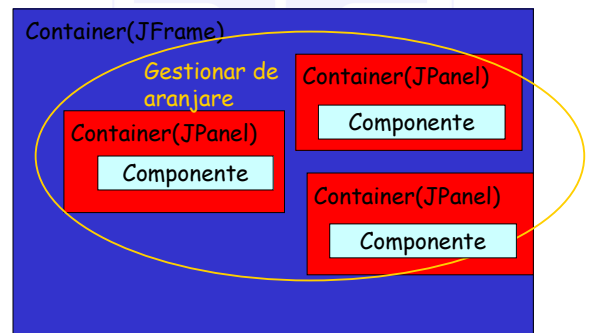 Container(JFrame)
Gestionar de
aranjare
Container(JPanel)
Componente
Container(JPanel)
Componente
Container(JPanel)
Componente